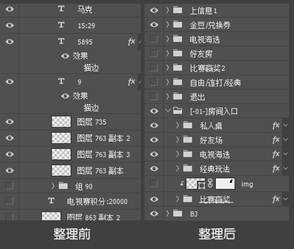 马克
15:29
5895 fx
效果
描边
9 fx
效果
描边
图层 735
图层 763 副本 2
图层 763 副本 3
图层 763 副本
组 90
电视赛积分:20000
图层 863 副本 2
整理前
上信息1
金豆/兑换券
电视海选
好友房
比赛藏奖2
自由/连打/经典
退出
[-01-]房间入口
私人桌 fx
好友场 fx
电视海选 fx
经典玩法 fx
img
比赛藏奖 fx
BJ
整理后